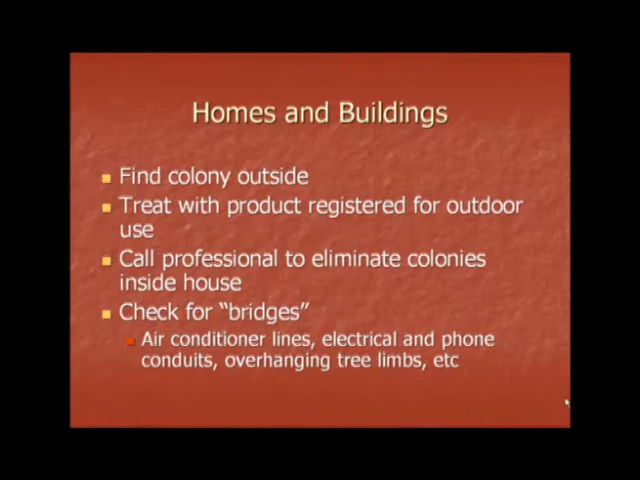 Homes and Buildings
Find colony outside
Treat with product registered for outdoor
use
Call professional to eliminate colonies
inside house
Check for “bridges”
Air conditioner lines, electrical and phone
conduits, overhanging tree limbs, etc